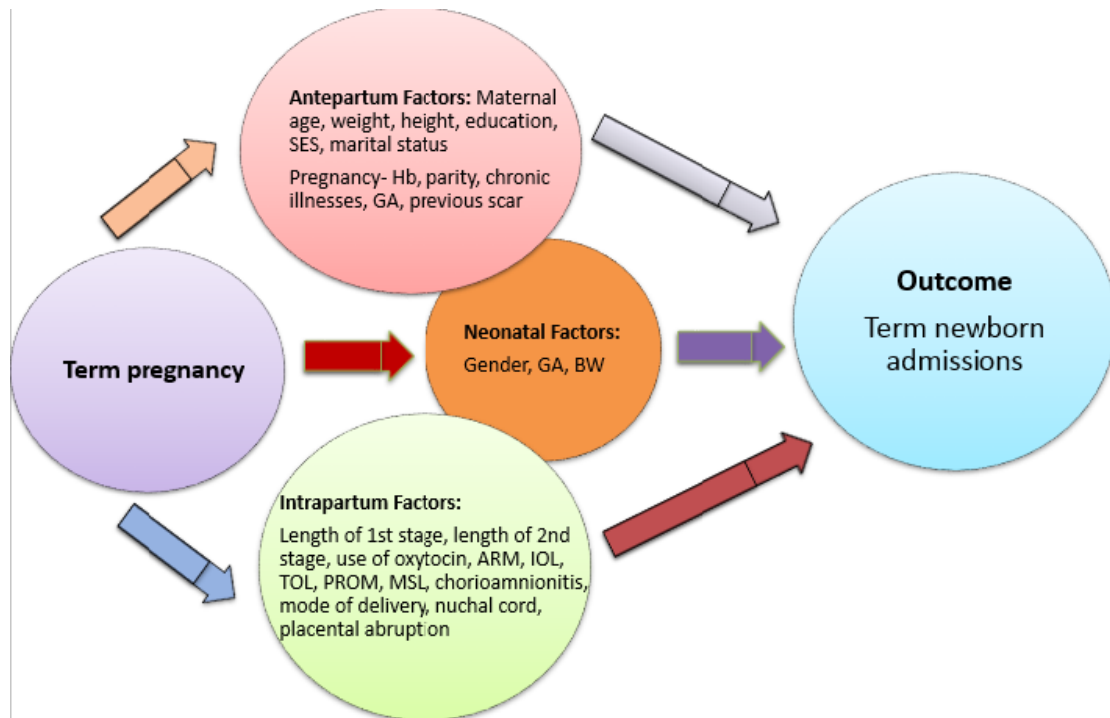 Antepartum Factors: Maternal
age, weight, height, education,
SES, marital status
Pregnancy- Hb, parity, chronic
illnesses, GA, previous scar
Term pregnancy
Neonatal Factors:
Gender, GA, BW
Outcome
Term newborn
admissions
Intrapartum Factors:
Length of 1st stage, length of 2nd
stage, use of oxytocin, ARM, IOL,
TOL, PROM, MSL, chorioamnionitis,
mode of delivery, nuchal cord,
placental abruption